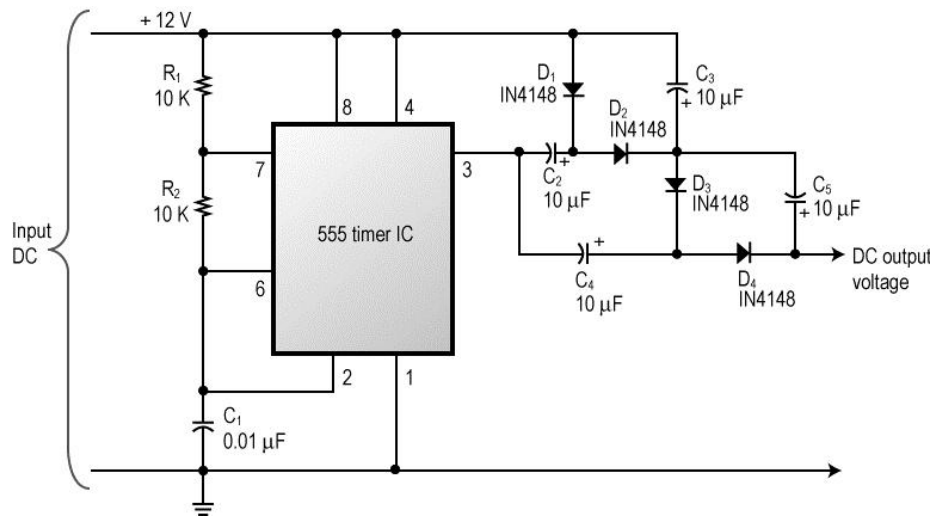 + 12 V
R₁
10 K
8
4
D₁
IN4148
C₃
+ 10 µF
D₂
IN4148
7
3
+
C₂
10 µF
D₃
IN4148
C₅
+ 10 µF
R₂
10 K
Input
DC
555 timer IC
6
+
C₄
10 µF
D₄
IN4148
DC output
voltage
2
1
C₁
0.01 µF